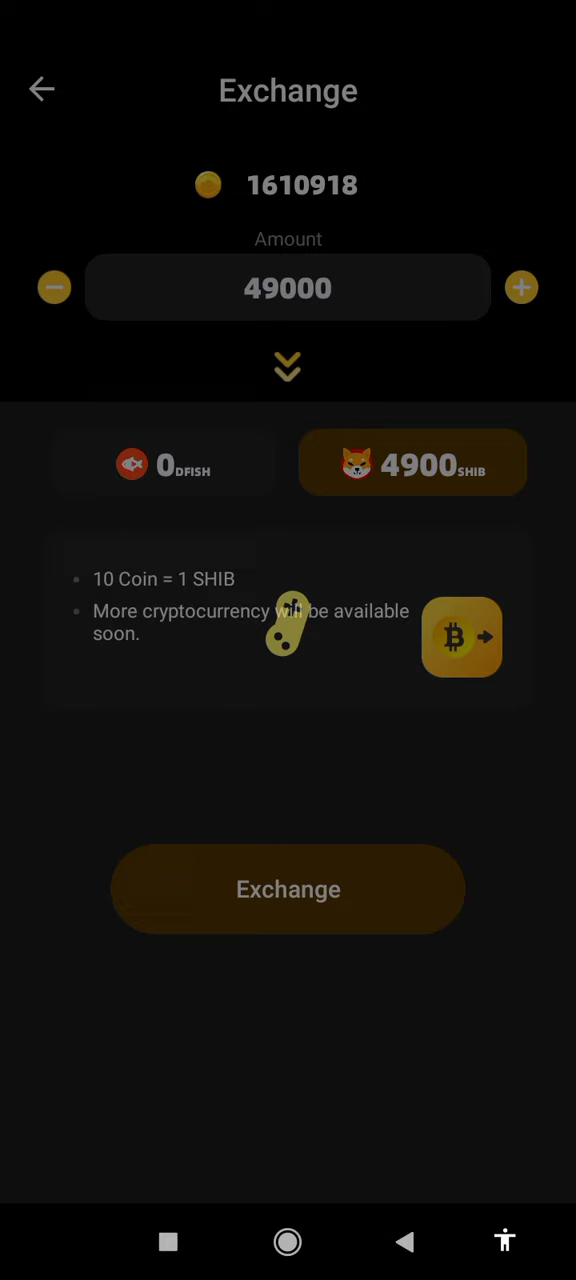 Exchange
1610918
Amount
49000
0DFISH
4900SHIB
10 Coin = 1 SHIB
More cryptocurrency will be available
soon.
Exchange